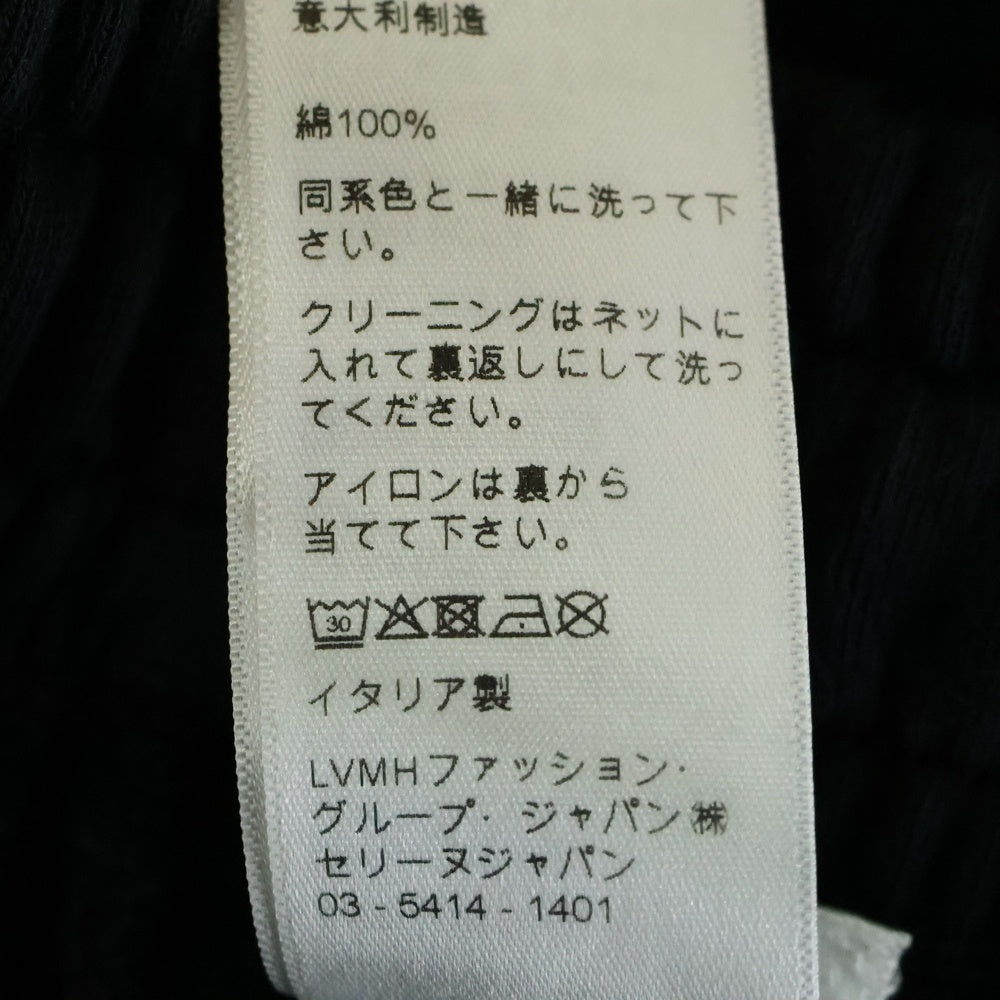 意大利制造
綿100%
同系色と一緒に洗って下
さい。
クリーニングはネットに
入れて裏返しにして洗っ
てください。
アイロンは裏から
当てて下さい。
30
イタリア製
LVMHファッション・
グループ・ジャパン㈱
セリーヌジャパン
03-5414-1401